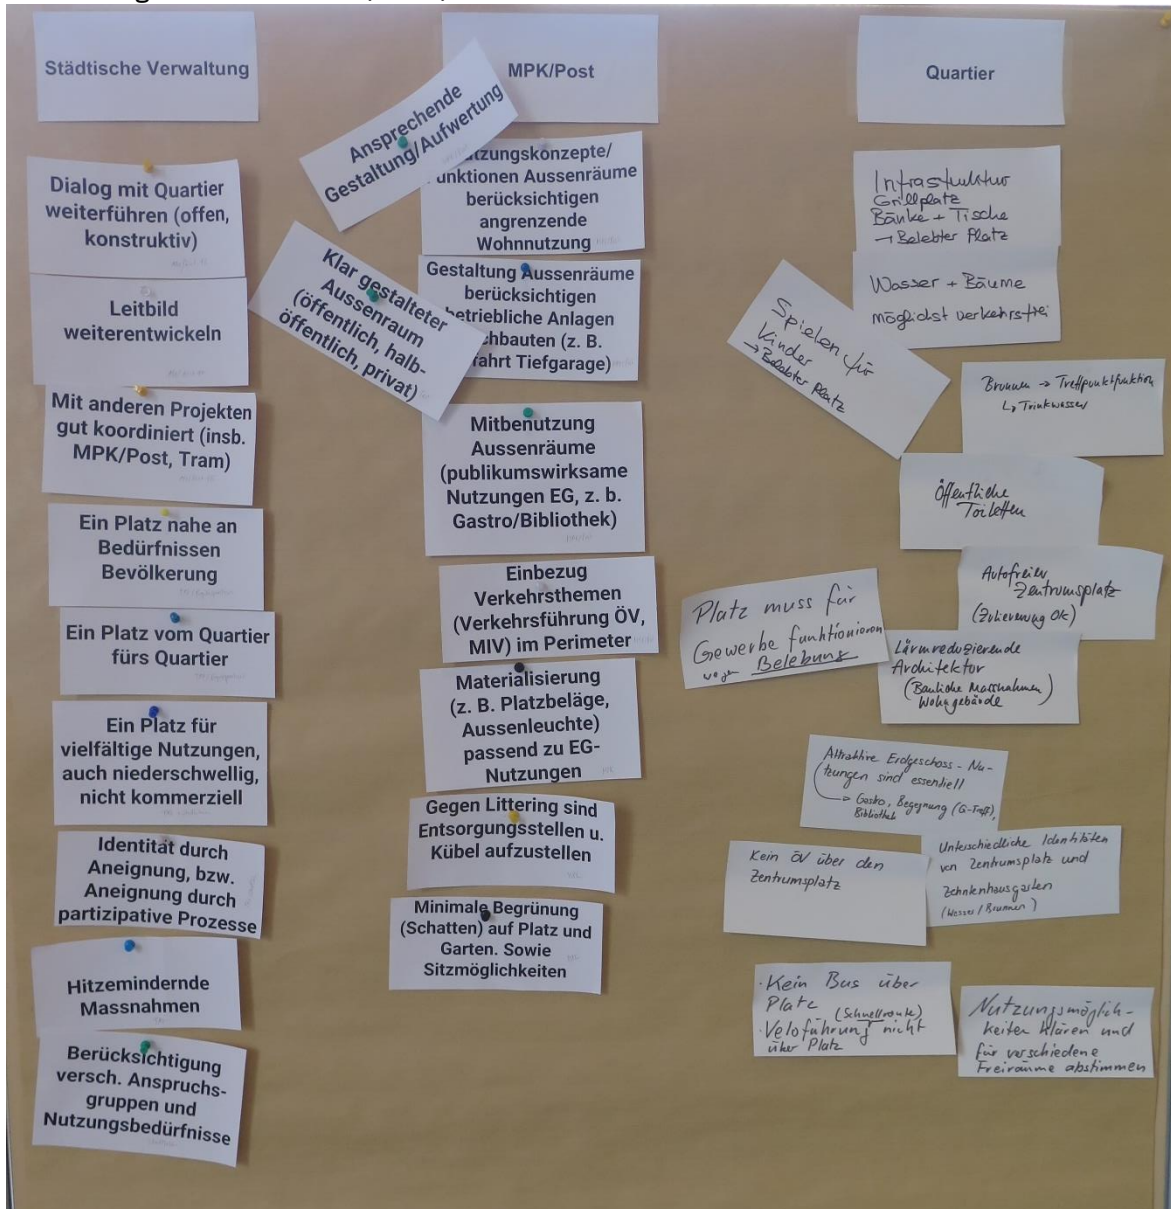 Städtische Verwaltung
Dialog mit Quartier
weiterführen (offen,
konstruktiv)
Leitbild
weiterentwickeln
Mit anderen Projekten
gut koordiniert (insb.
MPK/Post, Tram)
Ein Platz nahe an
Bedürfnissen
Bevölkerung
Ein Platz vom Quartier
fürs Quartier
Ein Platz für
vielfältige Nutzungen,
auch niederschwellig,
nicht kommerziell
Identität durch
Aneignung, bzw.
Aneignung durch
partizipative Prozesse
Hitzemindernde
Massnahmen
Berücksichtigung
versch. Anspruchs-
gruppen und
Nutzungsbedürfnisse
MPK/Post
Ansprechende
Gestaltung/Aufwertung
tzungskonzepte/
unktionen Aussenräume
berücksichtigen
angrenzende
Wohnnutzung
Klar gestalteter
Aussenraum
(öffentlich, halb-
öffentlich, privat)
Gestaltung Aussenräume
berücksichtigen
betriebliche Anlagen
chbauten (z. B.
fahrt Tiefgarage)
Mitbenutzung
Aussenräume
(publikumswirksame
Nutzungen EG, z. b.
Gastro/Bibliothek)
Einbezug
Verkehrsthemen
(Verkehrsführung ÖV,
MIV) im Perimeter
Materialisierung
(z. B. Platzbeläge,
Aussenleuchte)
passend zu EG-
Nutzungen
Gegen Littering sind
Entsorgungsstellen u.
Kübel aufzustellen
Minimale Begrünung
(Schatten) auf Platz und
Garten. Sowie
Sitzmöglichkeiten
Quartier
Infrastruktur
Grillplatz
Bänke + Tische
→ Belebter Platz
Wasser + Bäume
möglichst verkehrsfrei
Spielen für
Kinder
→ Belebter Platz
Brunnen → Treffpunktfunktion
↳ Trinkwasser
Öffentliche
Toiletten
Autofreier
Zentrumsplatz
(Zulieferung OK)
Platz muss für
Gewerbe funktionieren
wegen Belebung
Lärmreduzierende
Architektur
(Bauliche Massnahmen)
Wohngebäude
Attraktive Erdgeschoss-Nu-
tzungen sind essentiell
→ Gastro, Begegnung (G-Treff),
Bibliothek
Kein ÖV über den
Zentrumsplatz
Unterschiedliche Identitäten
von Zentrumsplatz und
Zehntenhausgarten
(Wasser/Brunnen)
· Kein Bus über
Platz
(Schnellroute)
· Veloführung nicht
über Platz
Nutzungsmöglich-
keiten klären und
für verschiedene
Freiräume abstimmen